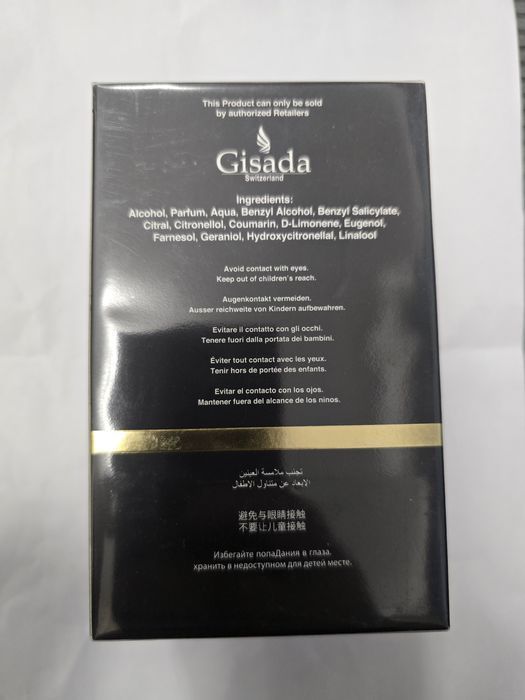 This Product can only be sold
by authorized Retailers
Gisada
Switzerland
Ingredients:
Alcohol, Parfum, Aqua, Benzyl Alcohol, Benzyl Salicylate,
Citral, Citronellol, Coumarin, D-Limonene, Eugenol,
Farnesol, Geraniol, Hydroxycitronellal, Linalool
Avoid contact with eyes.
Keep out of children's reach.
Augenkontakt vermeiden.
Ausser reichweite von Kindern aufbewahren.
Evitare il contatto con gli occhi.
Tenere fuori dalla portata dei bambini.
Éviter tout contact avec les yeux.
Tenir hors de portée des enfants.
Evitar el contacto con los ojos.
Mantener fuera del alcance de los ninos.
تجنب ملامسة العينين
الابعاد عن متناول الاطفال
避免与眼睛接触
不要让儿童接触
Избегайте попаДания в глаза.
хранить в недоступном для детей месте.